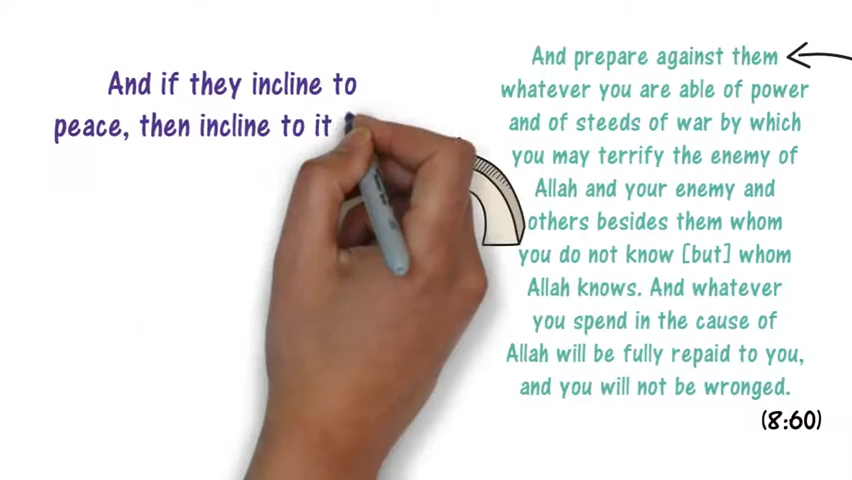 And if they incline to
peace, then incline to it
And prepare against them
whatever you are able of power
and of steeds of war by which
you may terrify the enemy of
Allah and your enemy and
others besides them whom
you do not know [but] whom
Allah knows. And whatever
you spend in the cause of
Allah will be fully repaid to you,
and you will not be wronged.
(8:60)